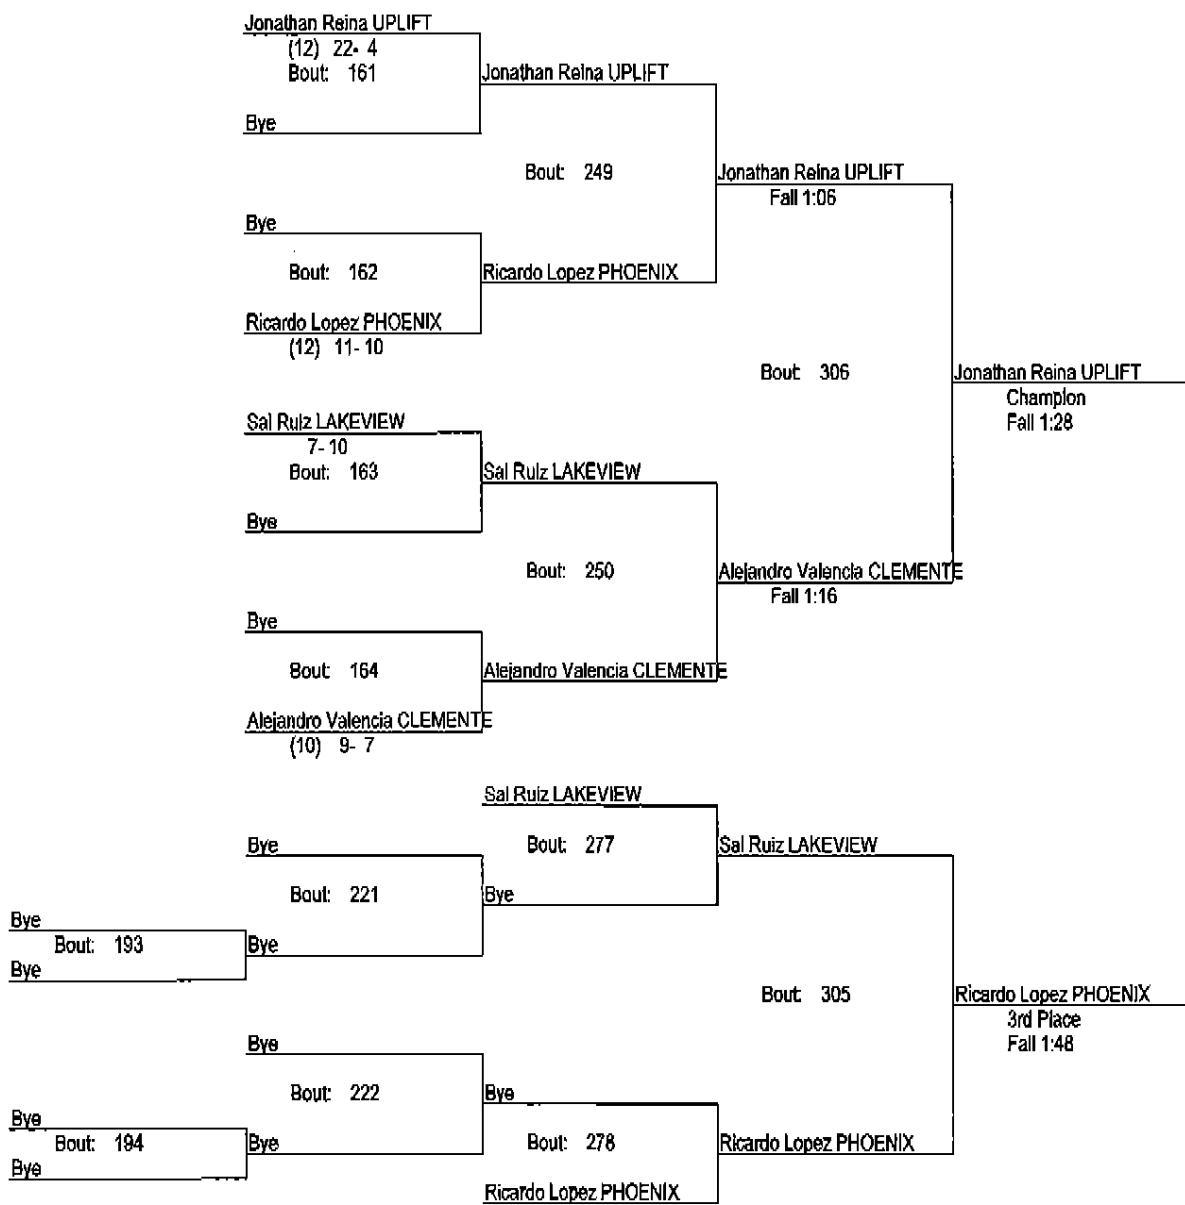 Jonathan Reina UPLIFT
(12) 22- 4
Bout: 161
Jonathan Reina UPLIFT
Bye
Bout: 249
Jonathan Reina UPLIFT
Fall 1:06
Bye
Bout: 162
Ricardo Lopez PHOENIX
Ricardo Lopez PHOENIX
(12) 11- 10
Bout: 306
Jonathan Reina UPLIFT
Champion
Fall 1:28
Sal Ruiz LAKEVIEW
7- 10
Bout: 163
Sal Ruiz LAKEVIEW
Bye
Bout: 250
Alejandro Valencia CLEMENTE
Fall 1:16
Bye
Bout: 164
Alejandro Valencia CLEMENTE
Alejandro Valencia CLEMENTE
(10) 9- 7
Sal Ruiz LAKEVIEW
Bye
Bout: 277
Sal Ruiz LAKEVIEW
Bout: 221
Bye
Bye
Bout: 193
Bye
Bye
Bout: 305
Ricardo Lopez PHOENIX
3rd Place
Fall 1:48
Bye
Bout: 222
Bye
Bye
Bout: 194
Bye
Bout: 278
Ricardo Lopez PHOENIX
Bye
Ricardo Lopez PHOENIX